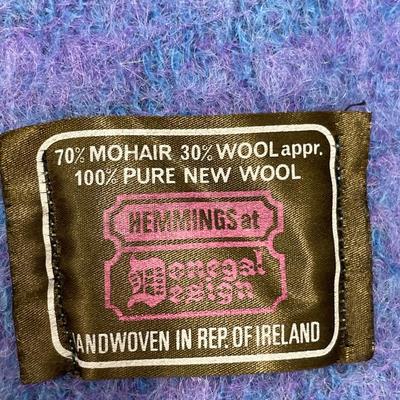 70% MOHAIR 30% WOOL appr.
100% PURE NEW WOOL
HEMMINGS at
Donegal
Design
HANDWOVEN IN REP. OF IRELAND